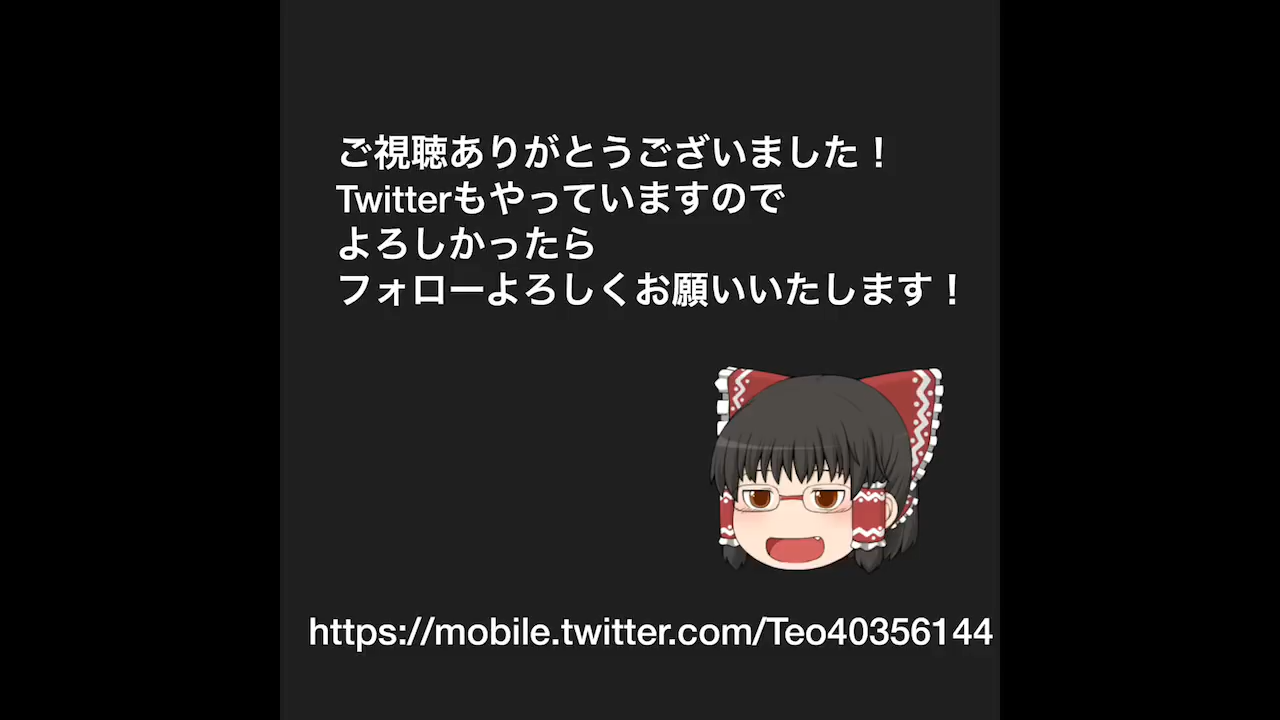 ご視聴ありがとうございました！
Twitterもやっていますので
よろしかったら
フォローよろしくお願いいたします！
https://mobile.twitter.com/Teo40356144